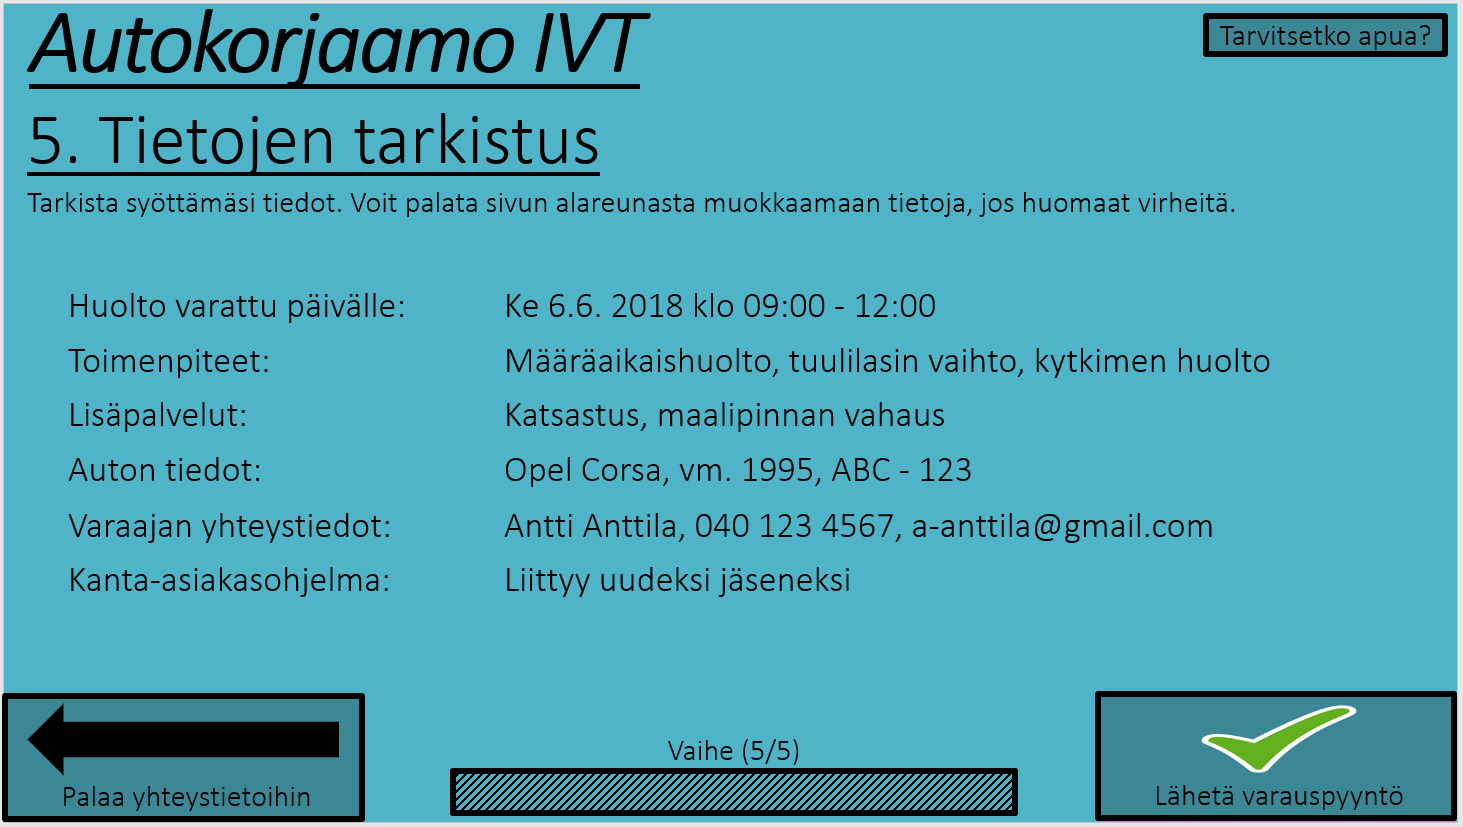 Autokorjaamo IVT
Tarvitsetko apua?
5. Tietojen tarkistus
Tarkista syöttämäsi tiedot. Voit palata sivun alareunasta muokkaamaan tietoja, jos huomaat virheitä.
Huolto varattu päivälle: Ke 6.6. 2018 klo 09:00 - 12:00
Toimenpiteet: Määräaikaishuolto, tuulilasin vaihto, kytkimen huolto
Lisäpalvelut: Katsastus, maalipinnan vahaus
Auton tiedot: Opel Corsa, vm. 1995, ABC - 123
Varaajan yhteystiedot: Antti Anttila, 040 123 4567, a-anttila@gmail.com
Kanta-asiakasohjelma: Liittyy uudeksi jäseneksi
Palaa yhteystietoihin
Vaihe (5/5)
Lähetä varauspyyntö